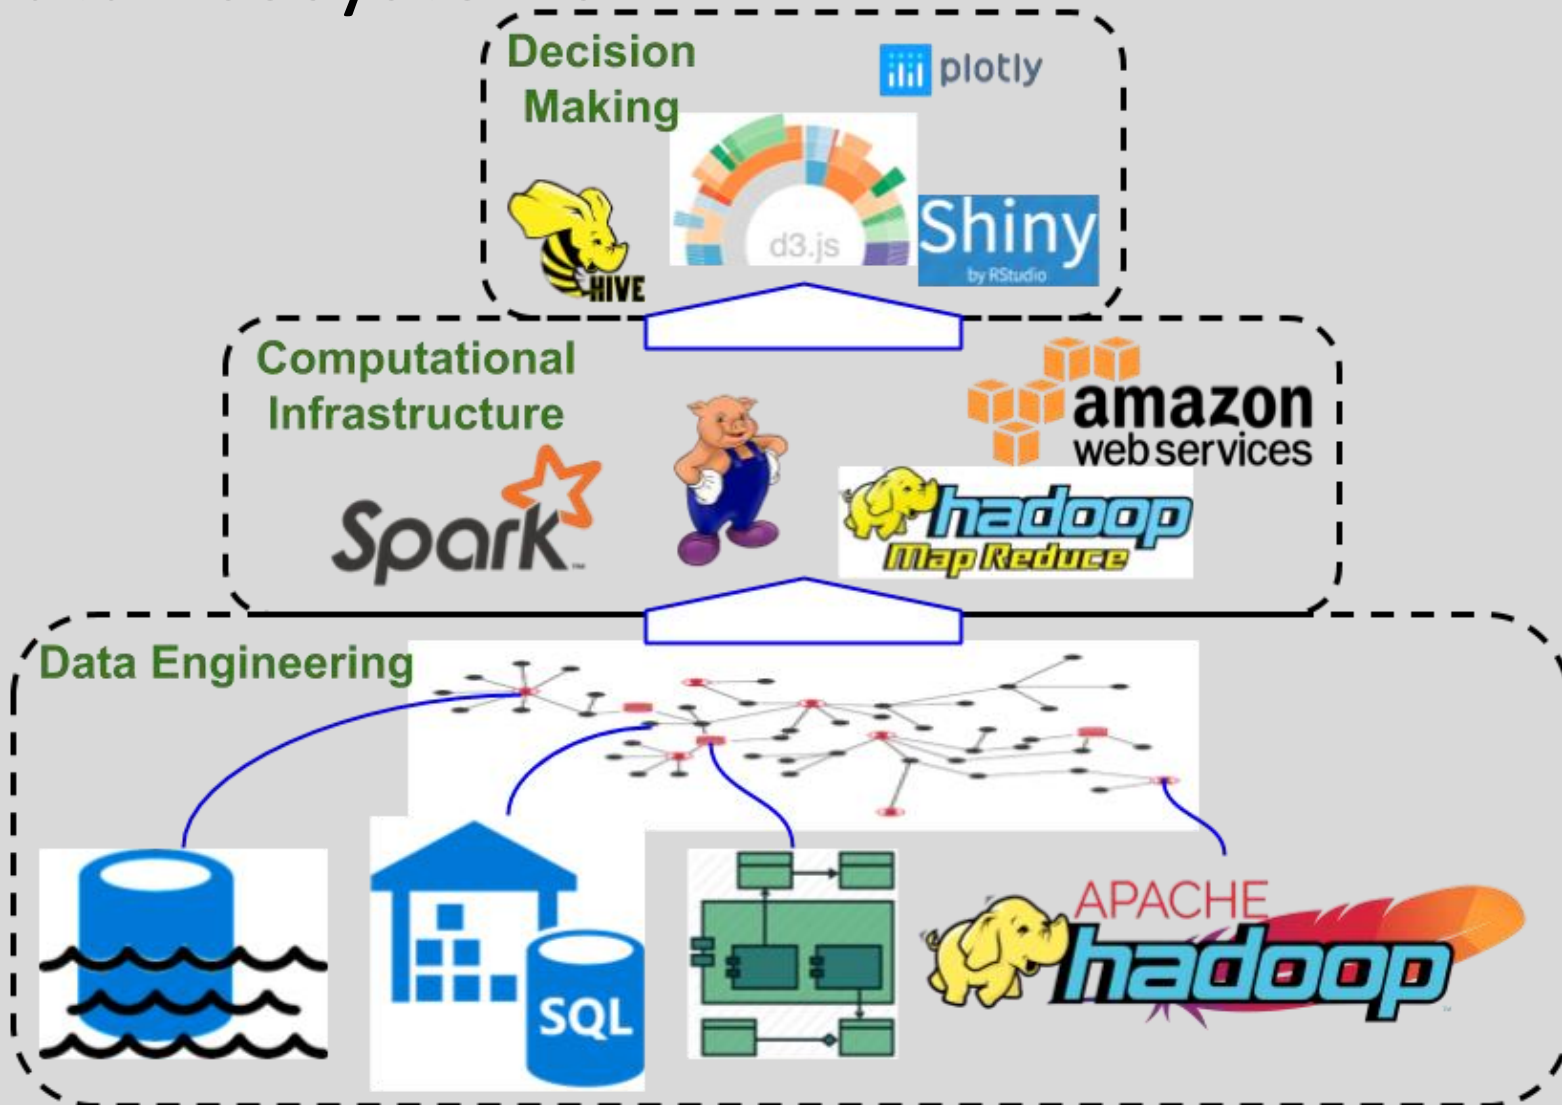 Decision
Making
plotly
d3.js
Shiny
by RStudio
HIVE
Computational
Infrastructure
amazon
web services
Spark
TM
hadoop
Map Reduce
Data Engineering
SQL
APACHE
hadoop